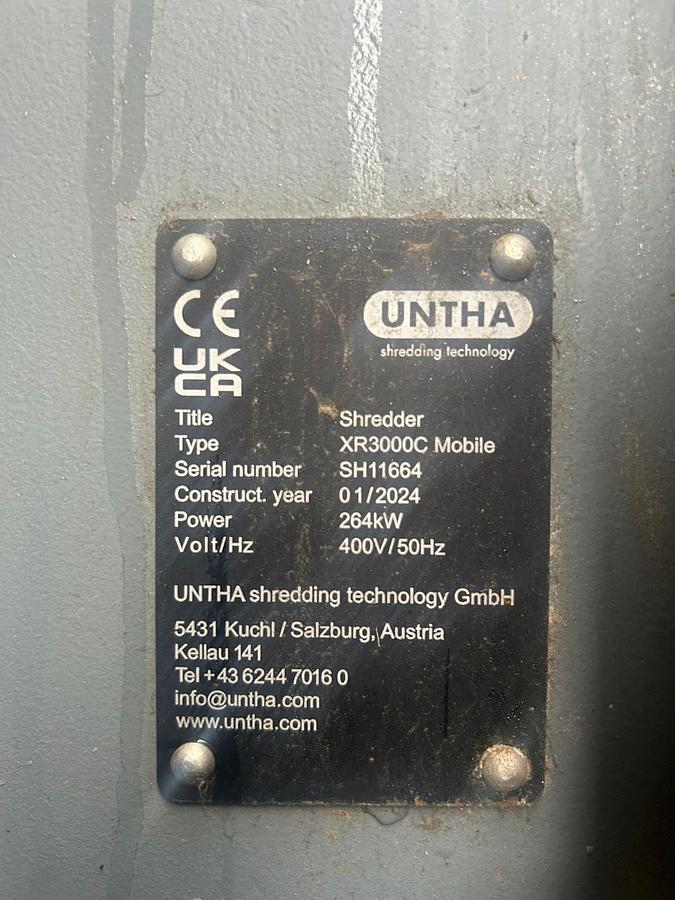 CE
UK
CA
UNTHA
shredding technology
Title Shredder
Type XR3000C Mobile
Serial number SH11664
Construct. year 01/2024
Power 264kW
Volt/Hz 400V/50Hz
UNTHA shredding technology GmbH
5431 Kuchl / Salzburg, Austria
Kellau 141
Tel +43 6244 7016 0
info@untha.com
www.untha.com